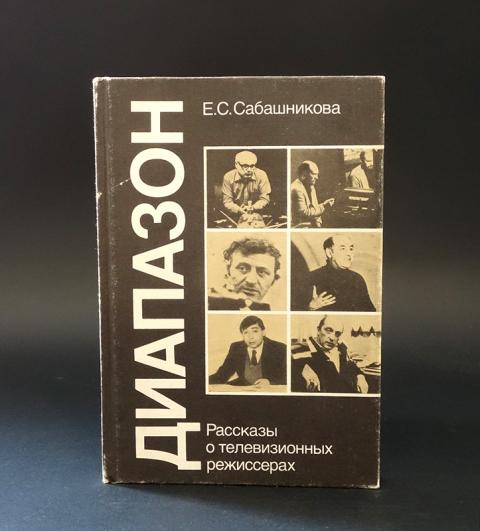 Е.С.Сабашникова
ДИАПАЗОН
Рассказы
о телевизионных
режиссерах